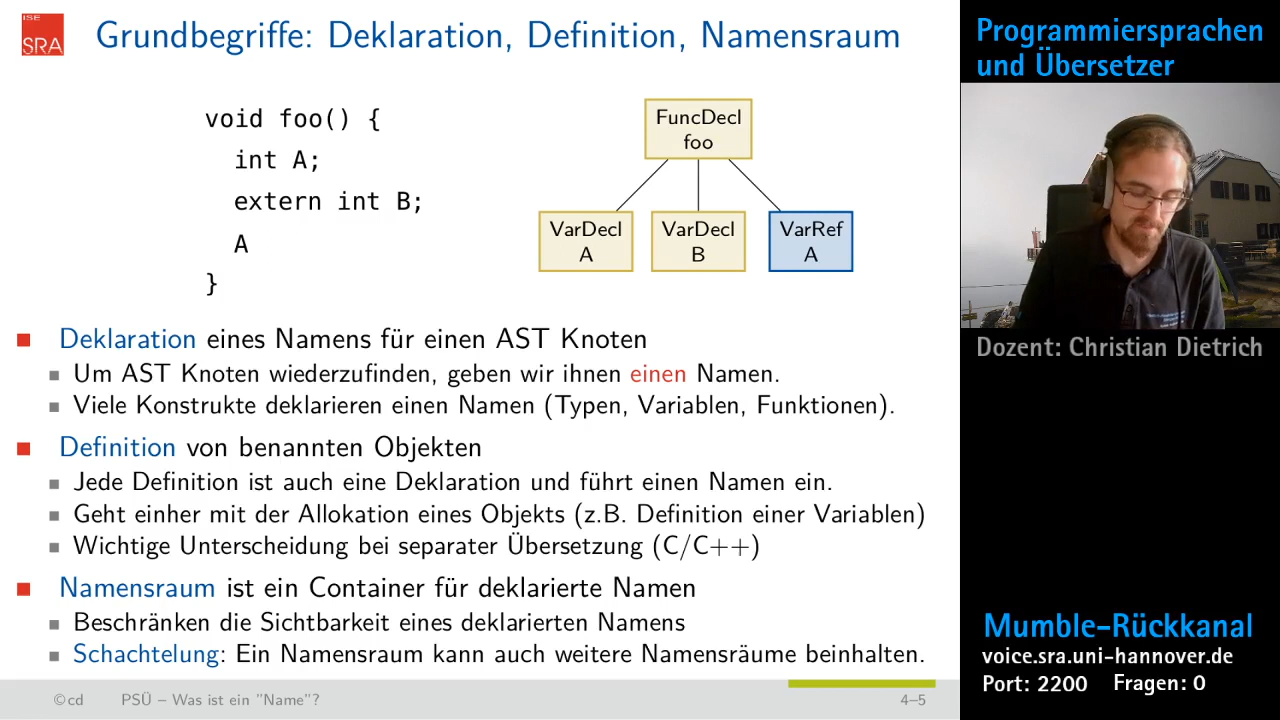 ISE
SRA
Grundbegriffe: Deklaration, Definition, Namensraum
void foo() {
int A;
extern int B;
A
}
FuncDecl
foo
VarDecl
A
VarDecl
B
VarRef
A
Deklaration eines Namens für einen AST Knoten
Um AST Knoten wiederzufinden, geben wir ihnen einen Namen.
Viele Konstrukte deklarieren einen Namen (Typen, Variablen, Funktionen).
Definition von benannten Objekten
Jede Definition ist auch eine Deklaration und führt einen Namen ein.
Geht einher mit der Allokation eines Objekts (z.B. Definition einer Variablen)
Wichtige Unterscheidung bei separater Übersetzung (C/C++)
Namensraum ist ein Container für deklarierte Namen
Beschränken die Sichtbarkeit eines deklarierten Namens
Schachtelung: Ein Namensraum kann auch weitere Namensräume beinhalten.
©cd PSÜ – Was ist ein "Name"? 4–5
Programmiersprachen
und Übersetzer
Dozent: Christian Dietrich
Mumble-Rückkanal
voice.sra.uni-hannover.de
Port: 2200 Fragen: 0